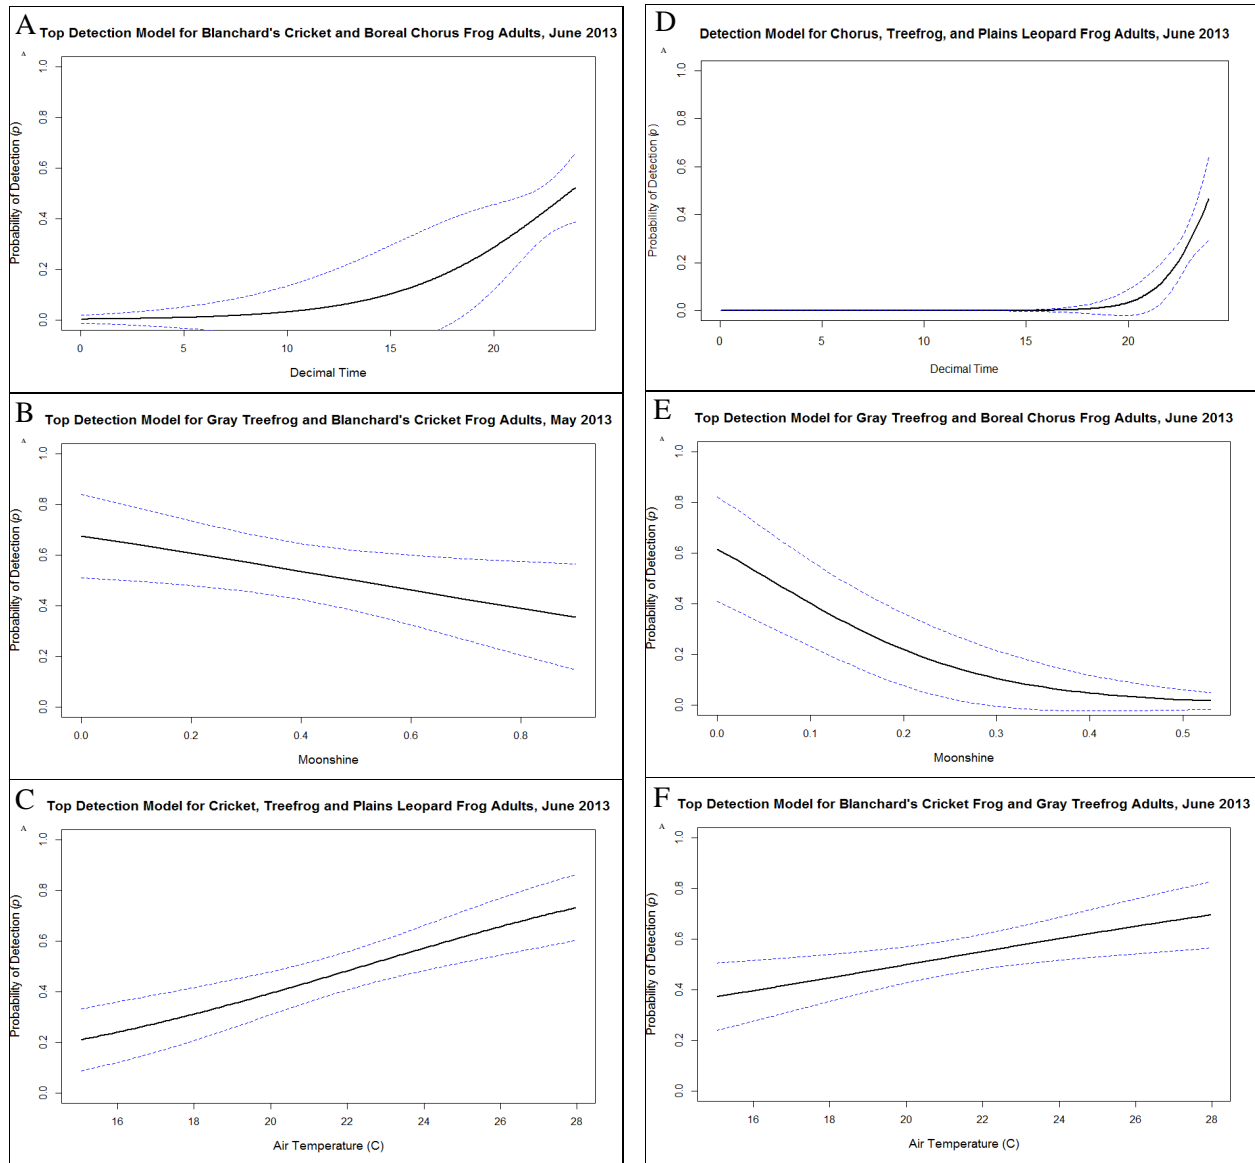 A
Top Detection Model for Blanchard's Cricket and Boreal Chorus Frog Adults, June 2013
A
Probability of Detection (p)
1.0
0.8
0.6
0.4
0.2
0.0
0 5 10 15 20
Decimal Time
D
Detection Model for Chorus, Treefrog, and Plains Leopard Frog Adults, June 2013
A
Probability of Detection (p)
1.0
0.8
0.6
0.4
0.2
0.0
0 5 10 15 20
Decimal Time
B
Top Detection Model for Gray Treefrog and Blanchard's Cricket Frog Adults, May 2013
A
Probability of Detection (p)
1.0
0.8
0.6
0.4
0.2
0.0
0.0 0.2 0.4 0.6 0.8
Moonshine
E
Top Detection Model for Gray Treefrog and Boreal Chorus Frog Adults, June 2013
A
Probability of Detection (p)
1.0
0.8
0.6
0.4
0.2
0.0
0.0 0.1 0.2 0.3 0.4 0.5
Moonshine
C
Top Detection Model for Cricket, Treefrog and Plains Leopard Frog Adults, June 2013
A
Probability of Detection (p)
1.0
0.8
0.6
0.4
0.2
0.0
16 18 20 22 24 26 28
Air Temperature (C)
F
Top Detection Model for Blanchard's Cricket Frog and Gray Treefrog Adults, June 2013
A
Probability of Detection (p)
1.0
0.8
0.6
0.4
0.2
0.0
16 18 20 22 24 26 28
Air Temperature (C)